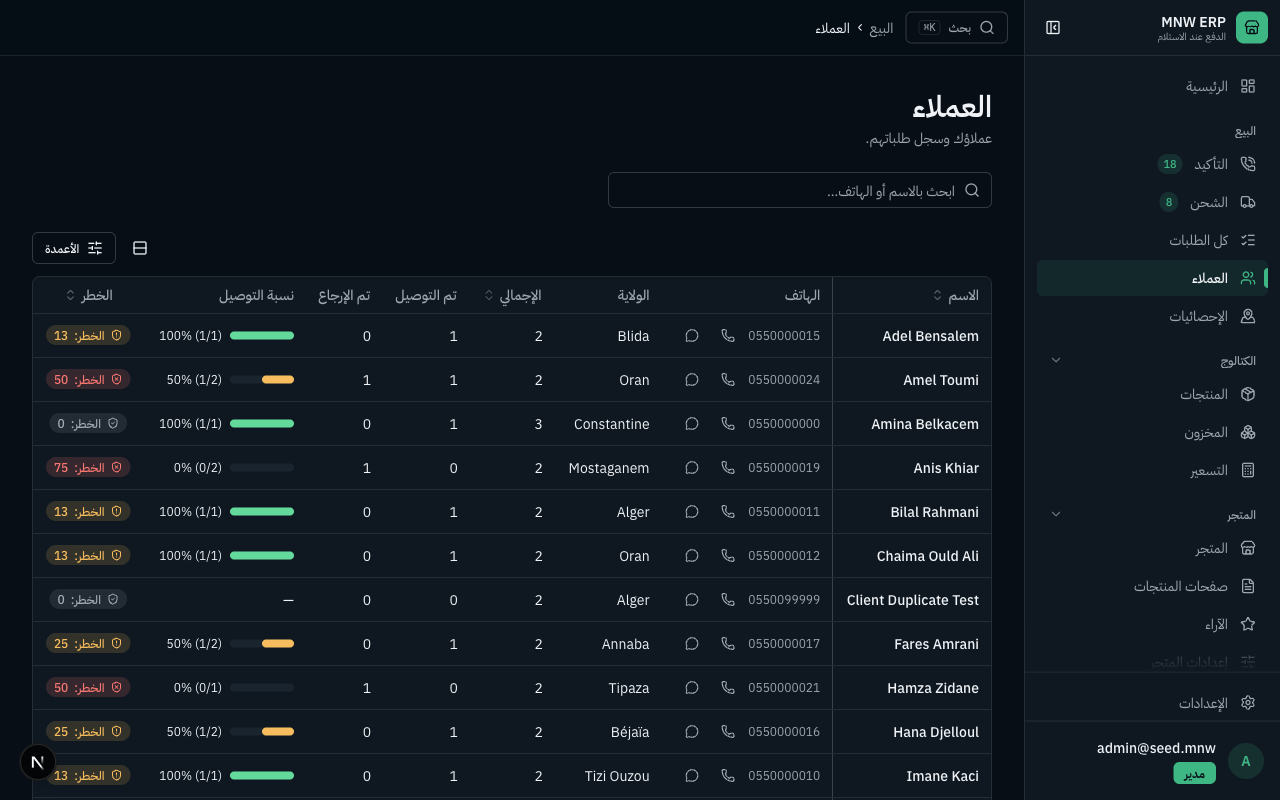 MNW ERP
الدفع عند الاستلام
الرئيسية
البيع
التأكيد 18
الشحن 8
كل الطلبات
العملاء
الإحصائيات
الكتالوج
المنتجات
المخزون
التسعير
المتجر
المتجر
صفحات المنتجات
الآراء
إعدادات المتجر
الإعدادات
A
admin@seed.mnw
مدير
بحث ⌘K
البيع › العملاء
العملاء
عملاؤك وسجل طلباتهم.
ابحث بالاسم أو الهاتف...
الأعمدة
الاسم الهاتف الولاية الإجمالي تم التوصيل تم الإرجاع نسبة التوصيل الخطر
Adel Bensalem 0550000015 Blida 2 1 0 100% (1/1) الخطر: 13
Amel Toumi 0550000024 Oran 2 1 1 50% (1/2) الخطر: 50
Amina Belkacem 0550000000 Constantine 3 1 0 100% (1/1) الخطر: 0
Anis Khiar 0550000019 Mostaganem 2 0 1 0% (0/2) الخطر: 75
Bilal Rahmani 0550000011 Alger 2 1 0 100% (1/1) الخطر: 13
Chaima Ould Ali 0550000012 Oran 2 1 0 100% (1/1) الخطر: 13
Client Duplicate Test 0550099999 Alger 2 0 0 — الخطر: 0
Fares Amrani 0550000017 Annaba 2 1 0 50% (1/2) الخطر: 25
Hamza Zidane 0550000021 Tipaza 2 0 1 0% (0/1) الخطر: 50
Hana Djelloul 0550000016 Béjaïa 2 1 0 50% (1/2) الخطر: 25
Imane Kaci 0550000010 Tizi Ouzou 2 1 0 100% (1/1) الخطر: 13
N